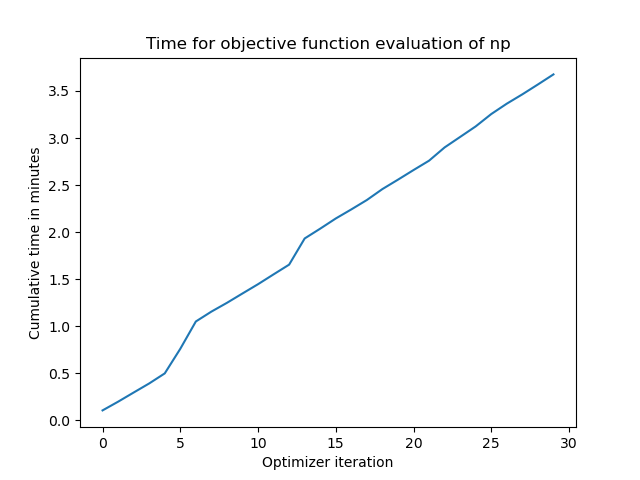 Time for objective function evaluation of np
Cumulative time in minutes
3.5
3.0
2.5
2.0
1.5
1.0
0.5
0.0
0 5 10 15 20 25 30
Optimizer iteration